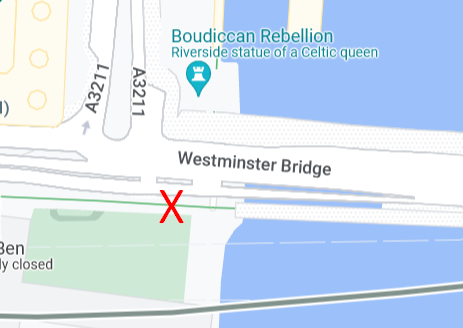 Boudiccan Rebellion
Riverside statue of a Celtic queen
A3211
A3211
l)
Westminster Bridge
X
Ben
ly closed